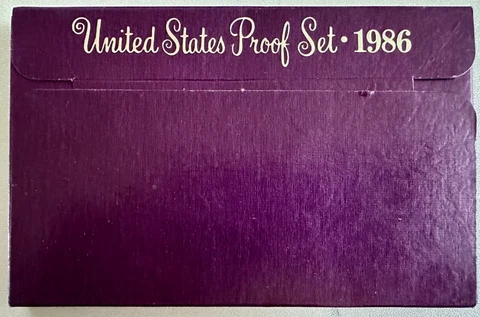 United States Proof Set • 1986